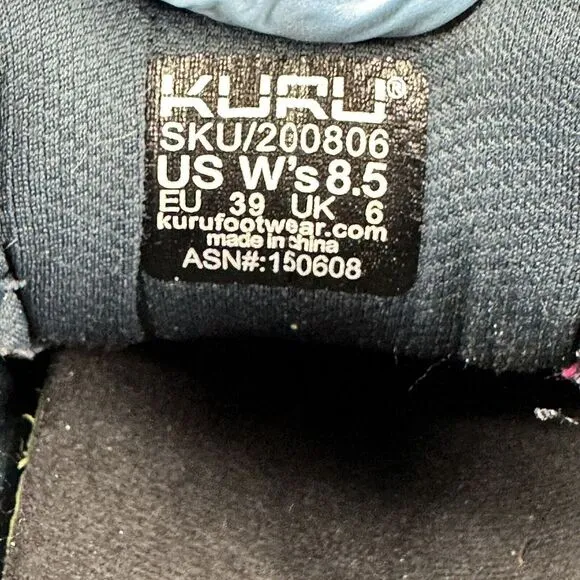 KURU®
SKU/200806
US W's 8.5
EU 39 UK 6
kurufootwear.com
made in china
ASN#:150608